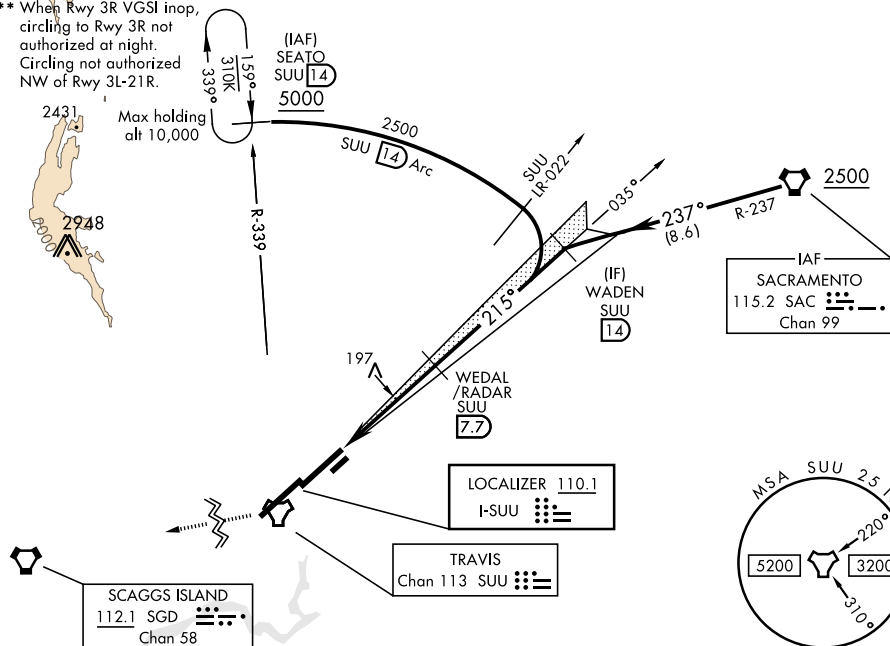 ** When Rwy 3R VGSI inop,
circling to Rwy 3R not
authorized at night.
Circling not authorized
NW of Rwy 3L-21R.
339°
310K
159°
(IAF)
SEATO
SUU 14
5000
2431
Max holding
alt 10,000
2500
SUU 14 Arc
SUU
LR-022
035°
237°
(8.6)
R-237
2500
2000
2948
R-339
IAF
SACRAMENTO
115.2 SAC
Chan 99
(IF)
WADEN
SUU
14
215°
197
WEDAL
/RADAR
SUU
7.7
LOCALIZER 110.1
I-SUU
TRAVIS
Chan 113 SUU
SCAGGS ISLAND
112.1 SGD
Chan 58
MSA SUU 25
220°
5200
3200
310°